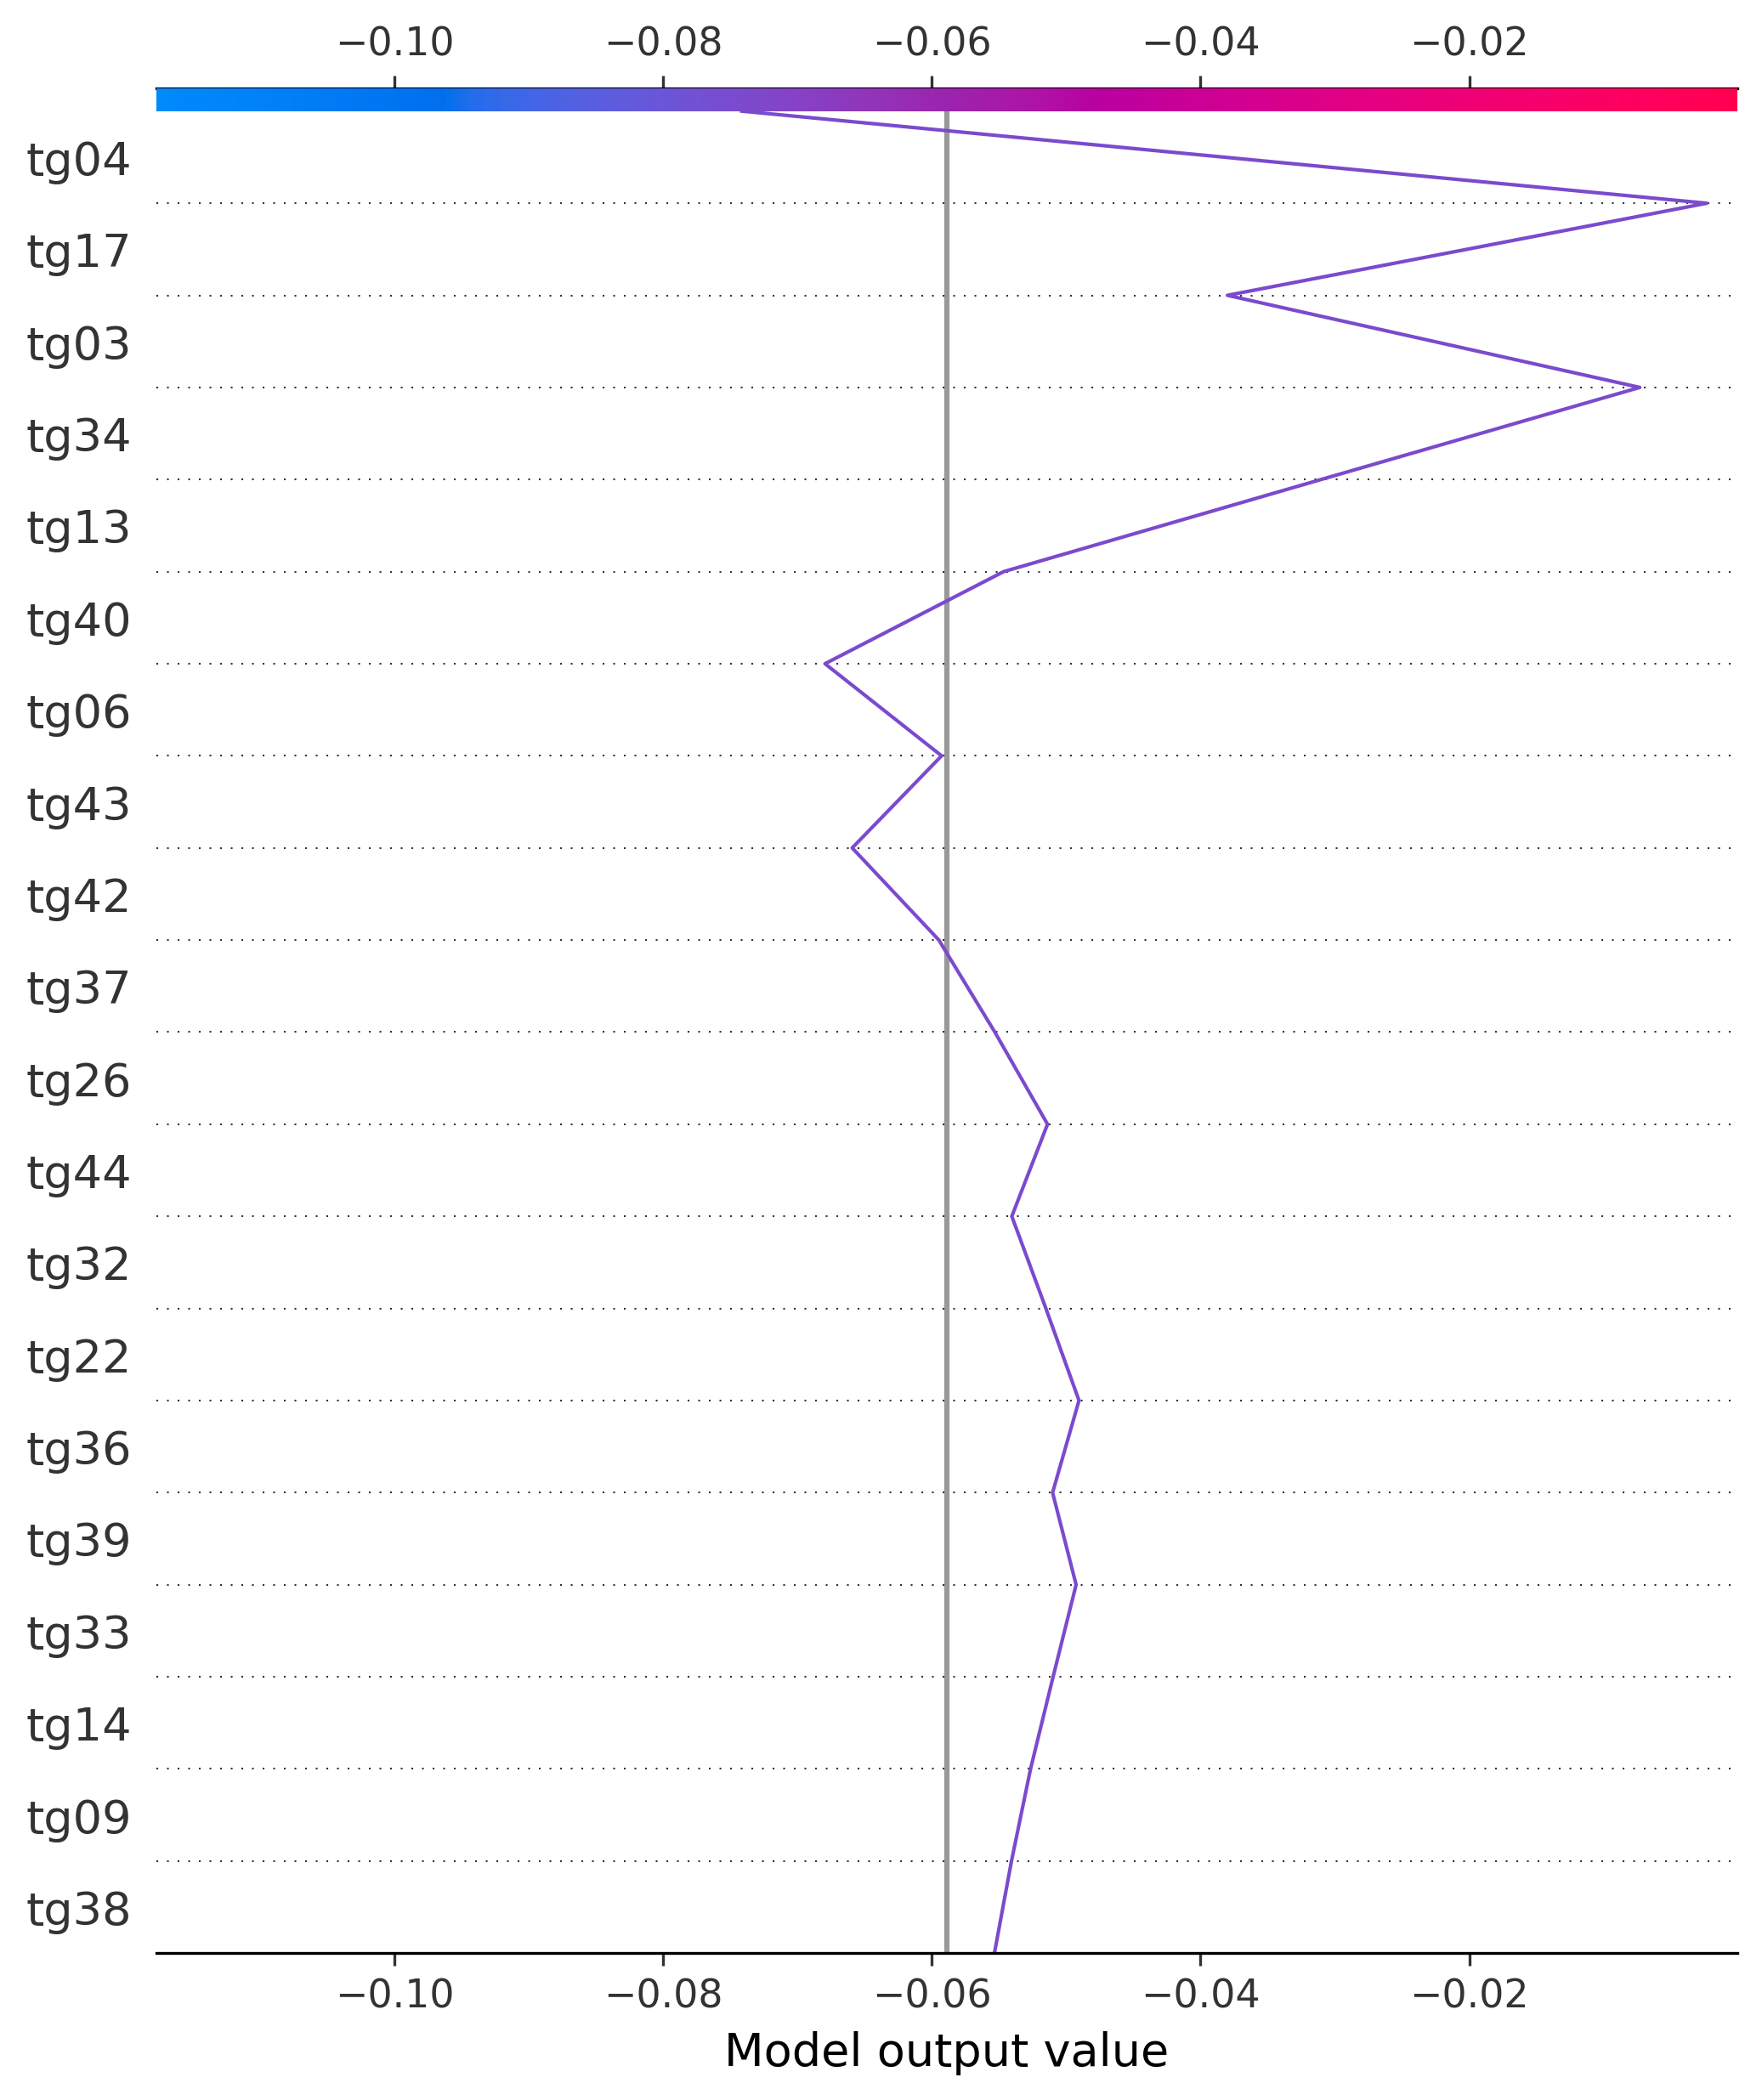 −0.10 −0.08 −0.06 −0.04 −0.02
tg04
tg17
tg03
tg34
tg13
tg40
tg06
tg43
tg42
tg37
tg26
tg44
tg32
tg22
tg36
tg39
tg33
tg14
tg09
tg38
−0.10 −0.08 −0.06 −0.04 −0.02
Model output value